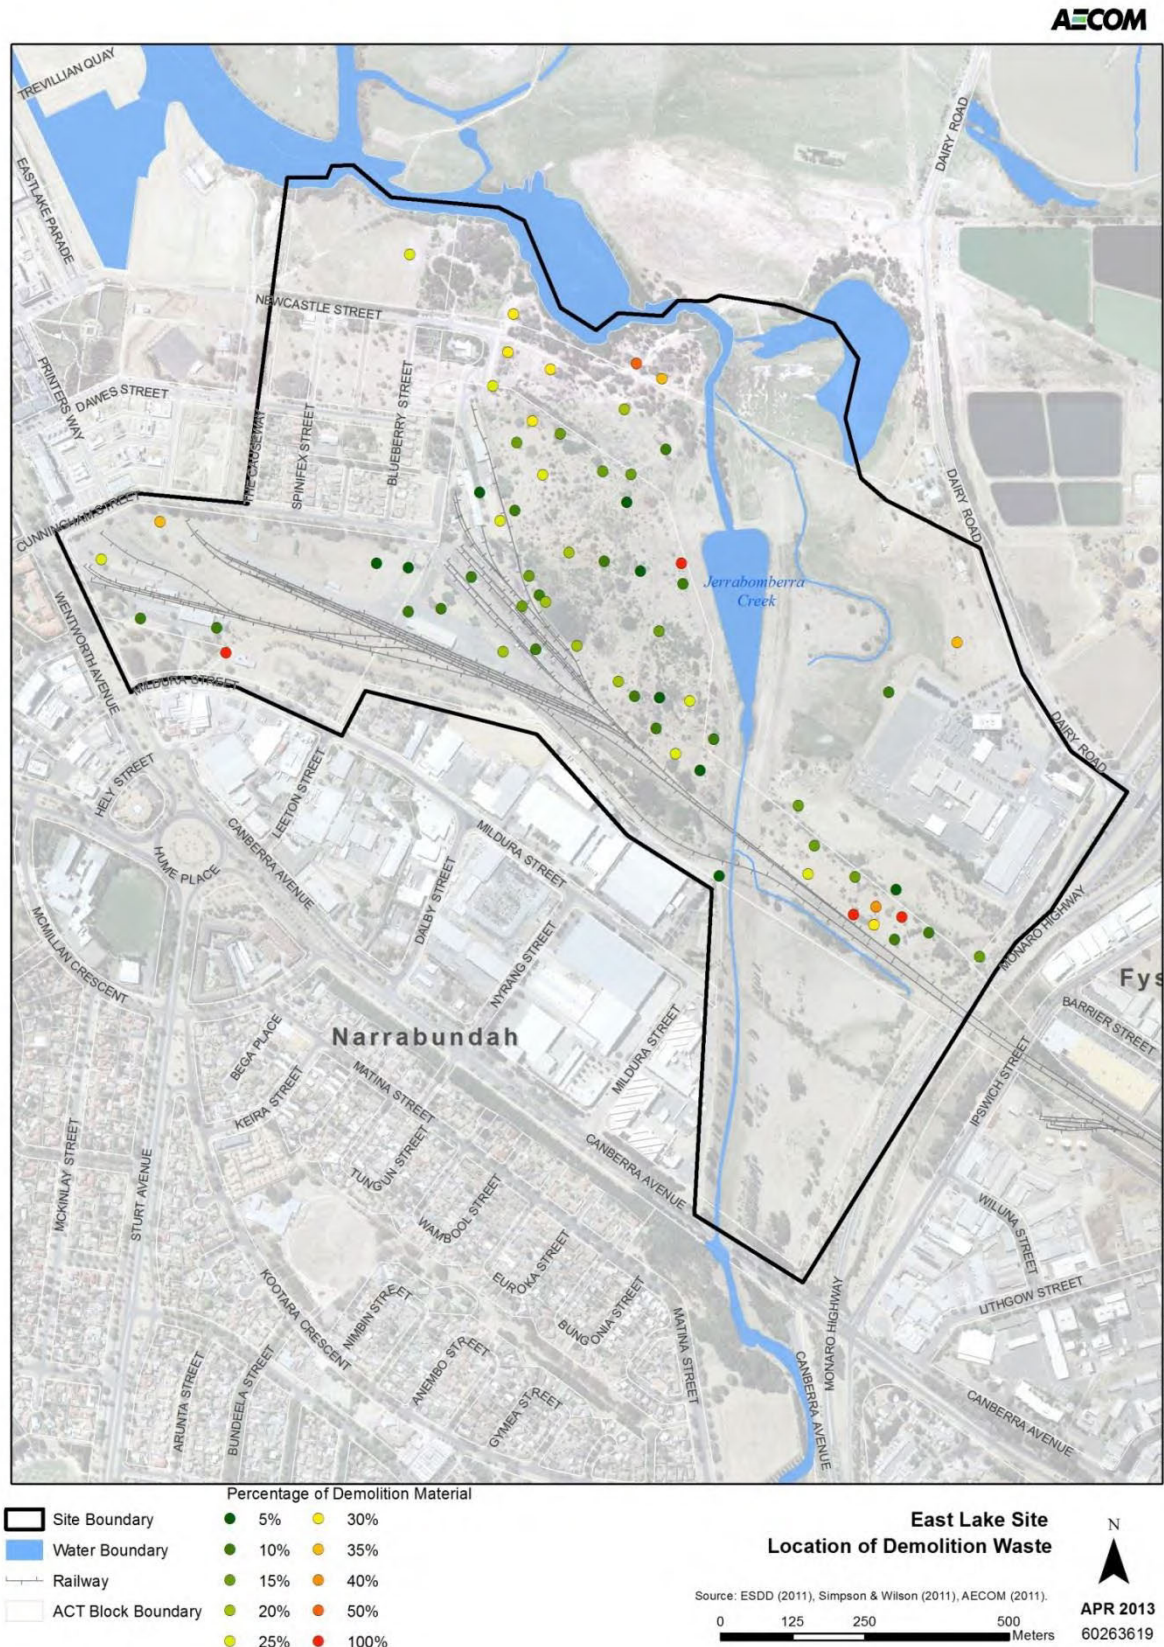 AECOM
TREVILLIAN QUAY
DAIRY ROAD
EASTLAKE PARADE
NEWCASTLE STREET
PRINTERS WAY
DAWES STREET
BLUEBERRY STREET
THE CAUSEWAY
SPINIFEX STREET
DAIRY ROAD
CUNNINGHAM STREET
Jerrabomberra
Creek
WENTWORTH AVENUE
MILDURA STREET
DAIRY ROAD
HELY STREET
LEETON STREET
CANBERRA AVENUE
MILDURA STREET
HUME PLACE
DALBY STREET
MCMILLAN CRESCENT
NYRANG STREET
MONARO HIGHWAY
Fys
BARRIER STREET
Narrabundah
BEGA PLACE
MILDURA STREET
IPSWICH STREET
MATINA STREET
KEIRA STREET
CANBERRA AVENUE
MCKINLAY STREET
STURT AVENUE
TUNGUN STREET
WAMBOOL STREET
WILUNA STREET
EUROKA STREET
LITHGOW STREET
KOOTARA CRESCENT
NIMBIN STREET
BUNGONIA STREET
MATINA STREET
MONARO HIGHWAY
ANEMBO STREET
CANBERRA AVENUE
ARUNTA STREET
BUNDEELA STREET
GYMEA STREET
CANBERRA AVENUE
Percentage of Demolition Material
Site Boundary
Water Boundary
Railway
ACT Block Boundary
5%
10%
15%
20%
25%
30%
35%
40%
50%
100%
East Lake Site
Location of Demolition Waste
Source: ESDD (2011), Simpson & Wilson (2011), AECOM (2011).
0 125 250 500
Meters
N
APR 2013
60263619